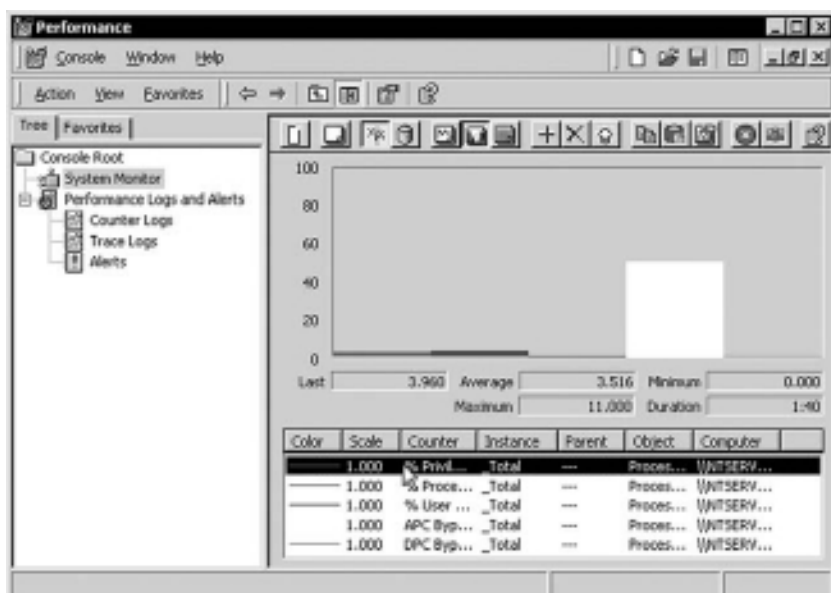 Performance
Console Window Help
Action View Favorites
Tree Favorites
Console Root
System Monitor
Performance Logs and Alerts
Counter Logs
Trace Logs
Alerts
100
80
60
40
20
0
Last 3.960 Average 3.516 Minimum 0.000
Maximum 11.000 Duration 1:40
Color Scale Counter Instance Parent Object Computer
1.000 % Privil... _Total --- Proces... \\NTSERV...
1.000 % Proce... _Total --- Proces... \\NTSERV...
1.000 % User ... _Total --- Proces... \\NTSERV...
1.000 APC Byp... _Total --- Proces... \\NTSERV...
1.000 DPC Byp... _Total --- Proces... \\NTSERV...